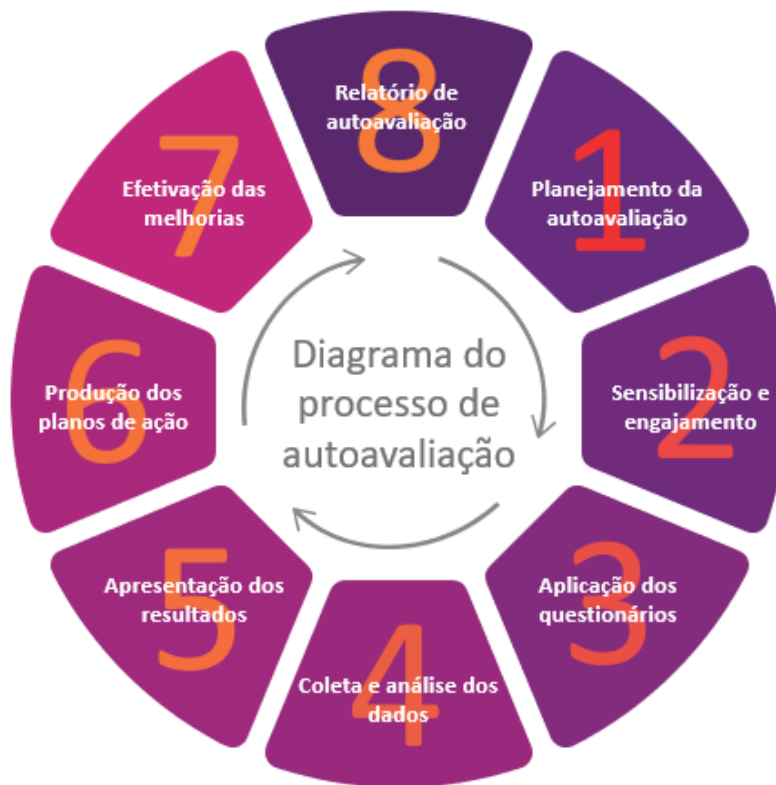 8
Relatório de
autoavaliação
1
Planejamento da
autoavaliação
2
Sensibilização e
engajamento
3
Aplicação dos
questionários
4
Coleta e análise dos
dados
5
Apresentação dos
resultados
6
Produção dos
planos de ação
7
Efetivação das
melhorias
Diagrama do
processo de
autoavaliação